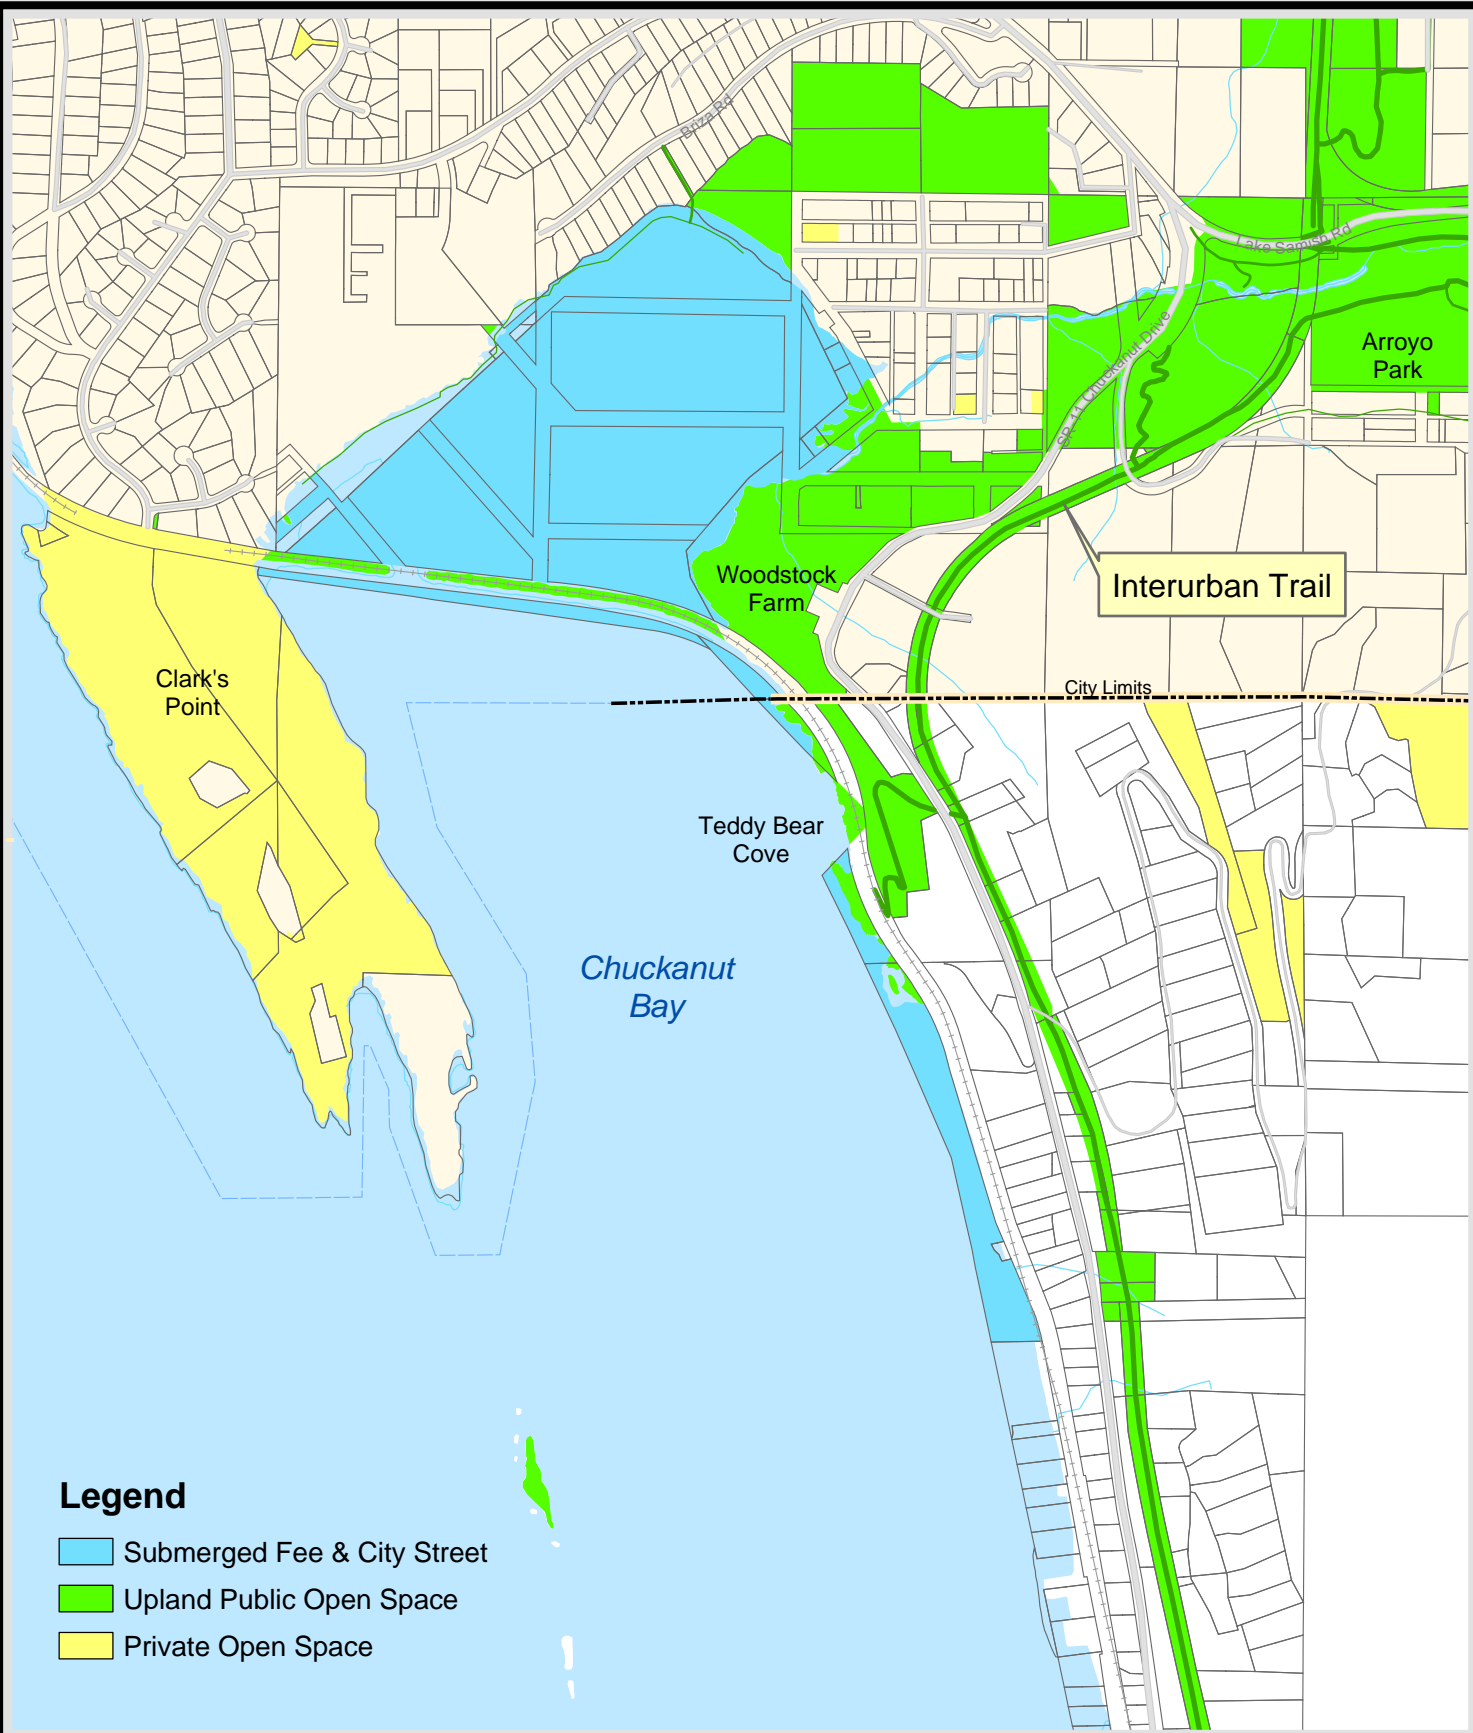 Briza Rd
Lake Samish Rd
SR-11 Chuckanut Drive
Arroyo
Park
Woodstock
Farm
Interurban Trail
Clark's
Point
City Limits
Teddy Bear
Cove
Chuckanut
Bay
Legend
Submerged Fee & City Street
Upland Public Open Space
Private Open Space